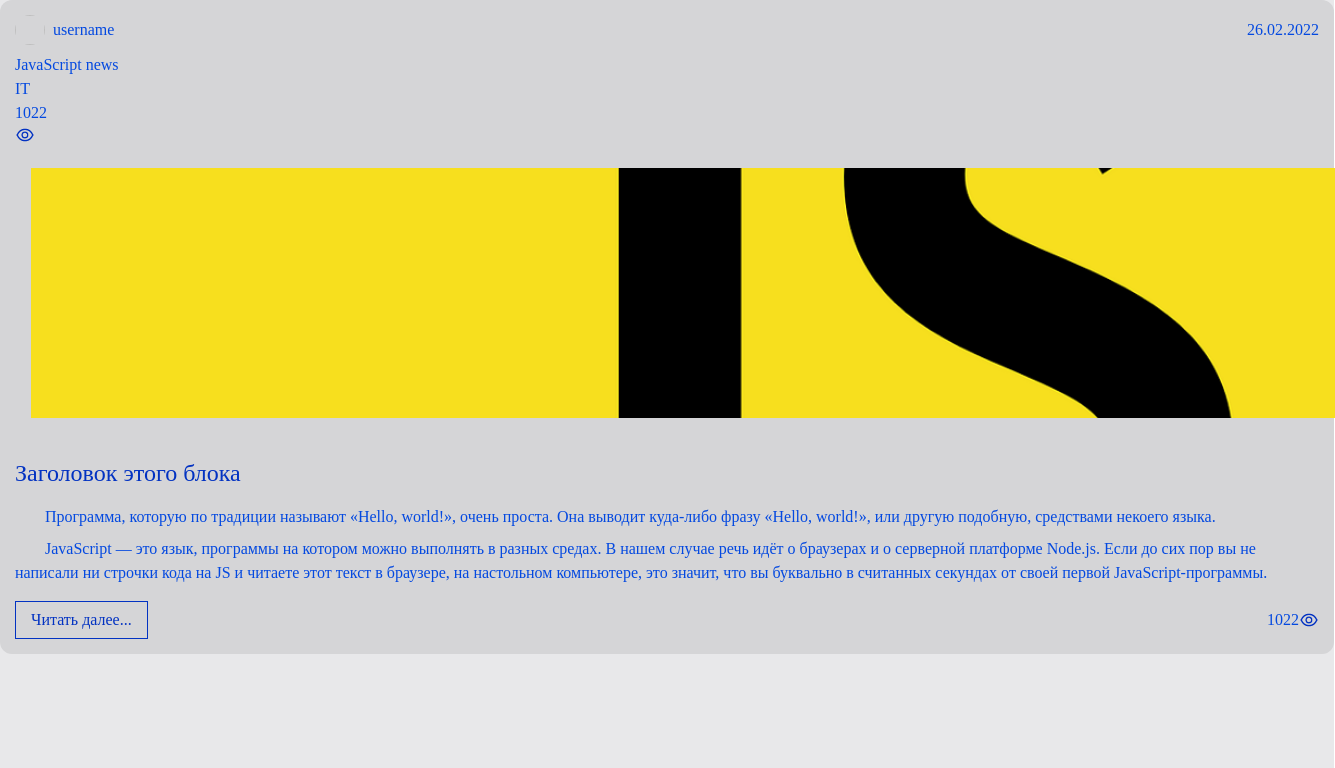 username
26.02.2022
JavaScript news
IT
1022
JS
Заголовок этого блока
Программа, которую по традиции называют «Hello, world!», очень проста. Она выводит куда-либо фразу «Hello, world!», или другую подобную, средствами некоего языка.
JavaScript — это язык, программы на котором можно выполнять в разных средах. В нашем случае речь идёт о браузерах и о серверной платформе Node.js. Если до сих пор вы не
написали ни строчки кода на JS и читаете этот текст в браузере, на настольном компьютере, это значит, что вы буквально в считанных секундах от своей первой JavaScript-программы.
Читать далее...
1022